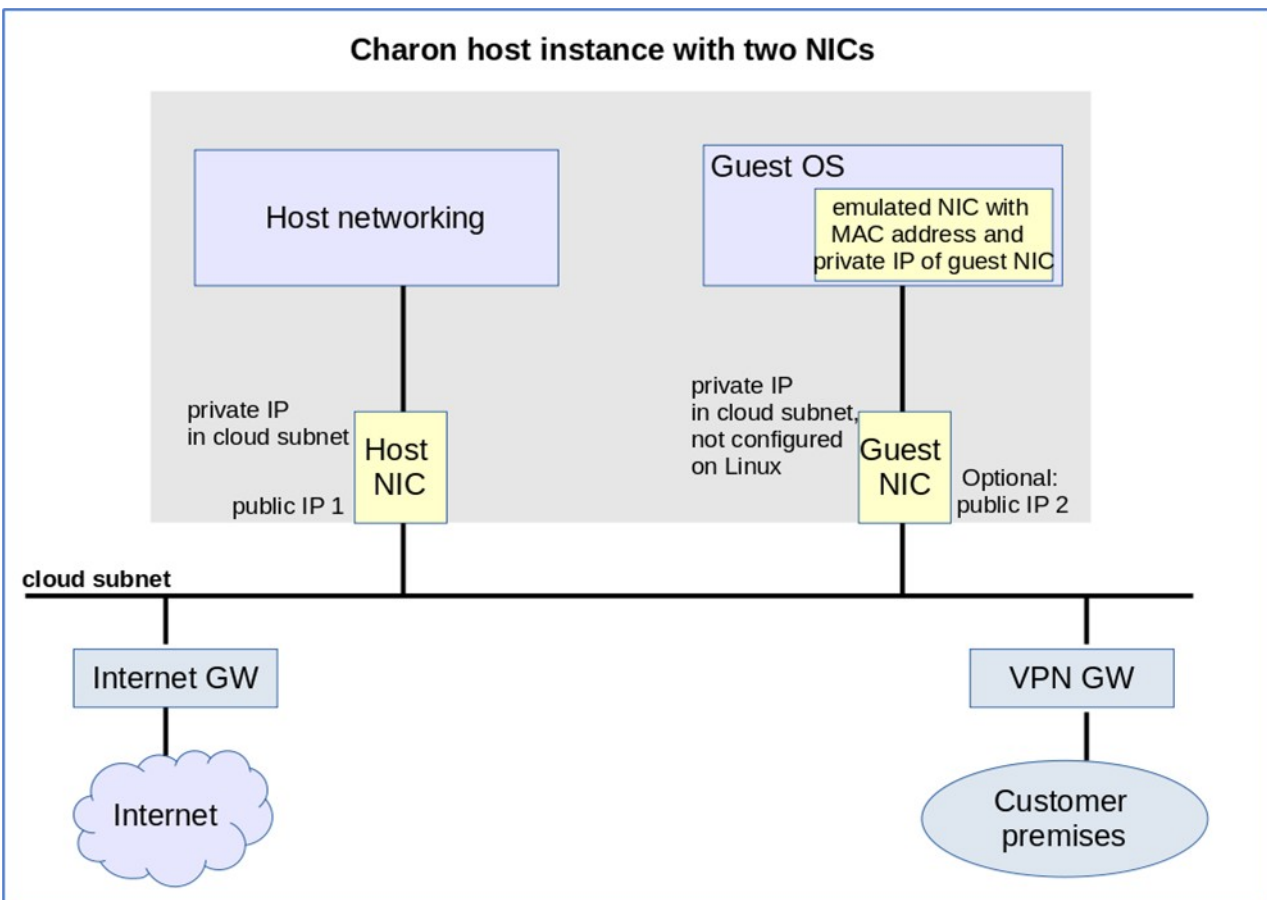 Charon host instance with two NICs
Host networking
Guest OS
emulated NIC with
MAC address and
private IP of guest NIC
private IP
in cloud subnet
Host
NIC
public IP 1
private IP
in cloud subnet,
not configured
on Linux
Guest
NIC
Optional:
public IP 2
cloud subnet
Internet GW
VPN GW
Internet
Customer
premises